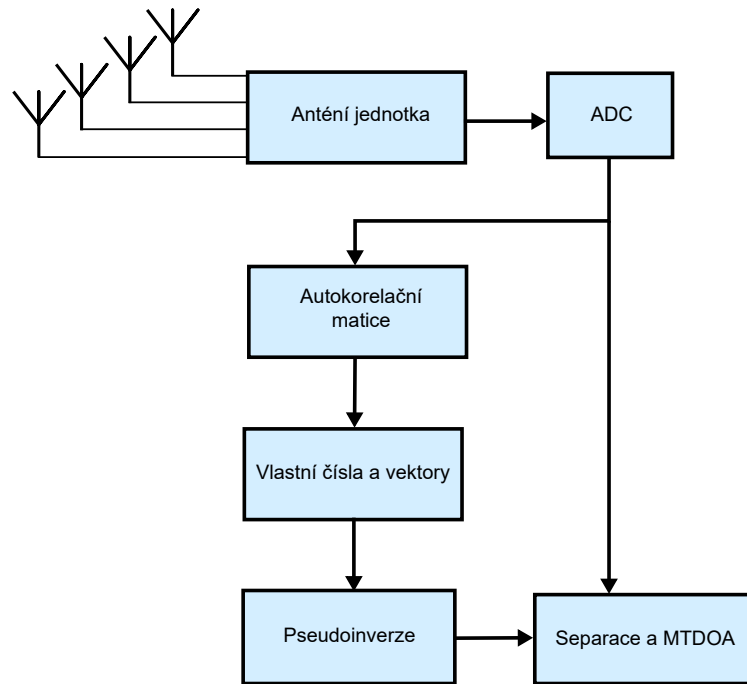 Anténí jednotka
ADC
Autokorelační
matice
Vlastní čísla a vektory
Pseudoinverze
Separace a MTDOA